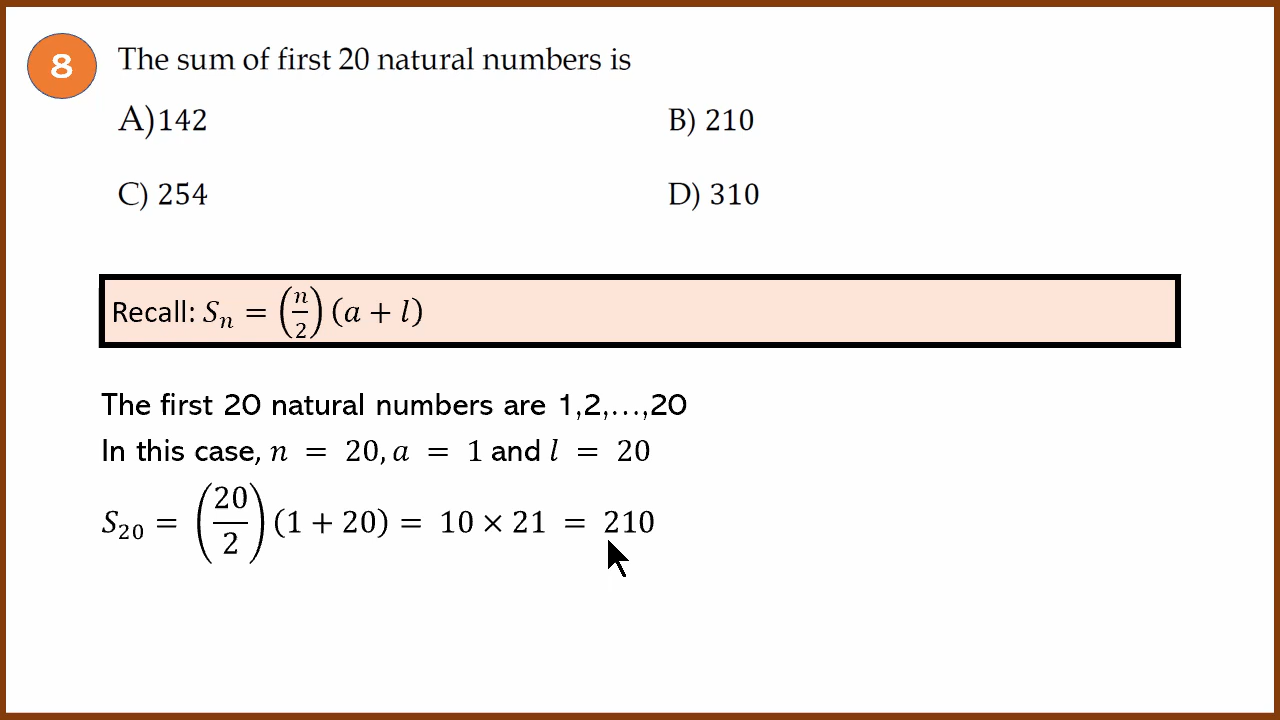 8 The sum of first 20 natural numbers is
A)142 B) 210
C) 254 D) 310
Recall: Sₙ = (n/2) (a + l)
The first 20 natural numbers are 1,2,...,20
In this case, n = 20, a = 1 and l = 20
S₂₀ = (20/2) (1 + 20) = 10 × 21 = 210